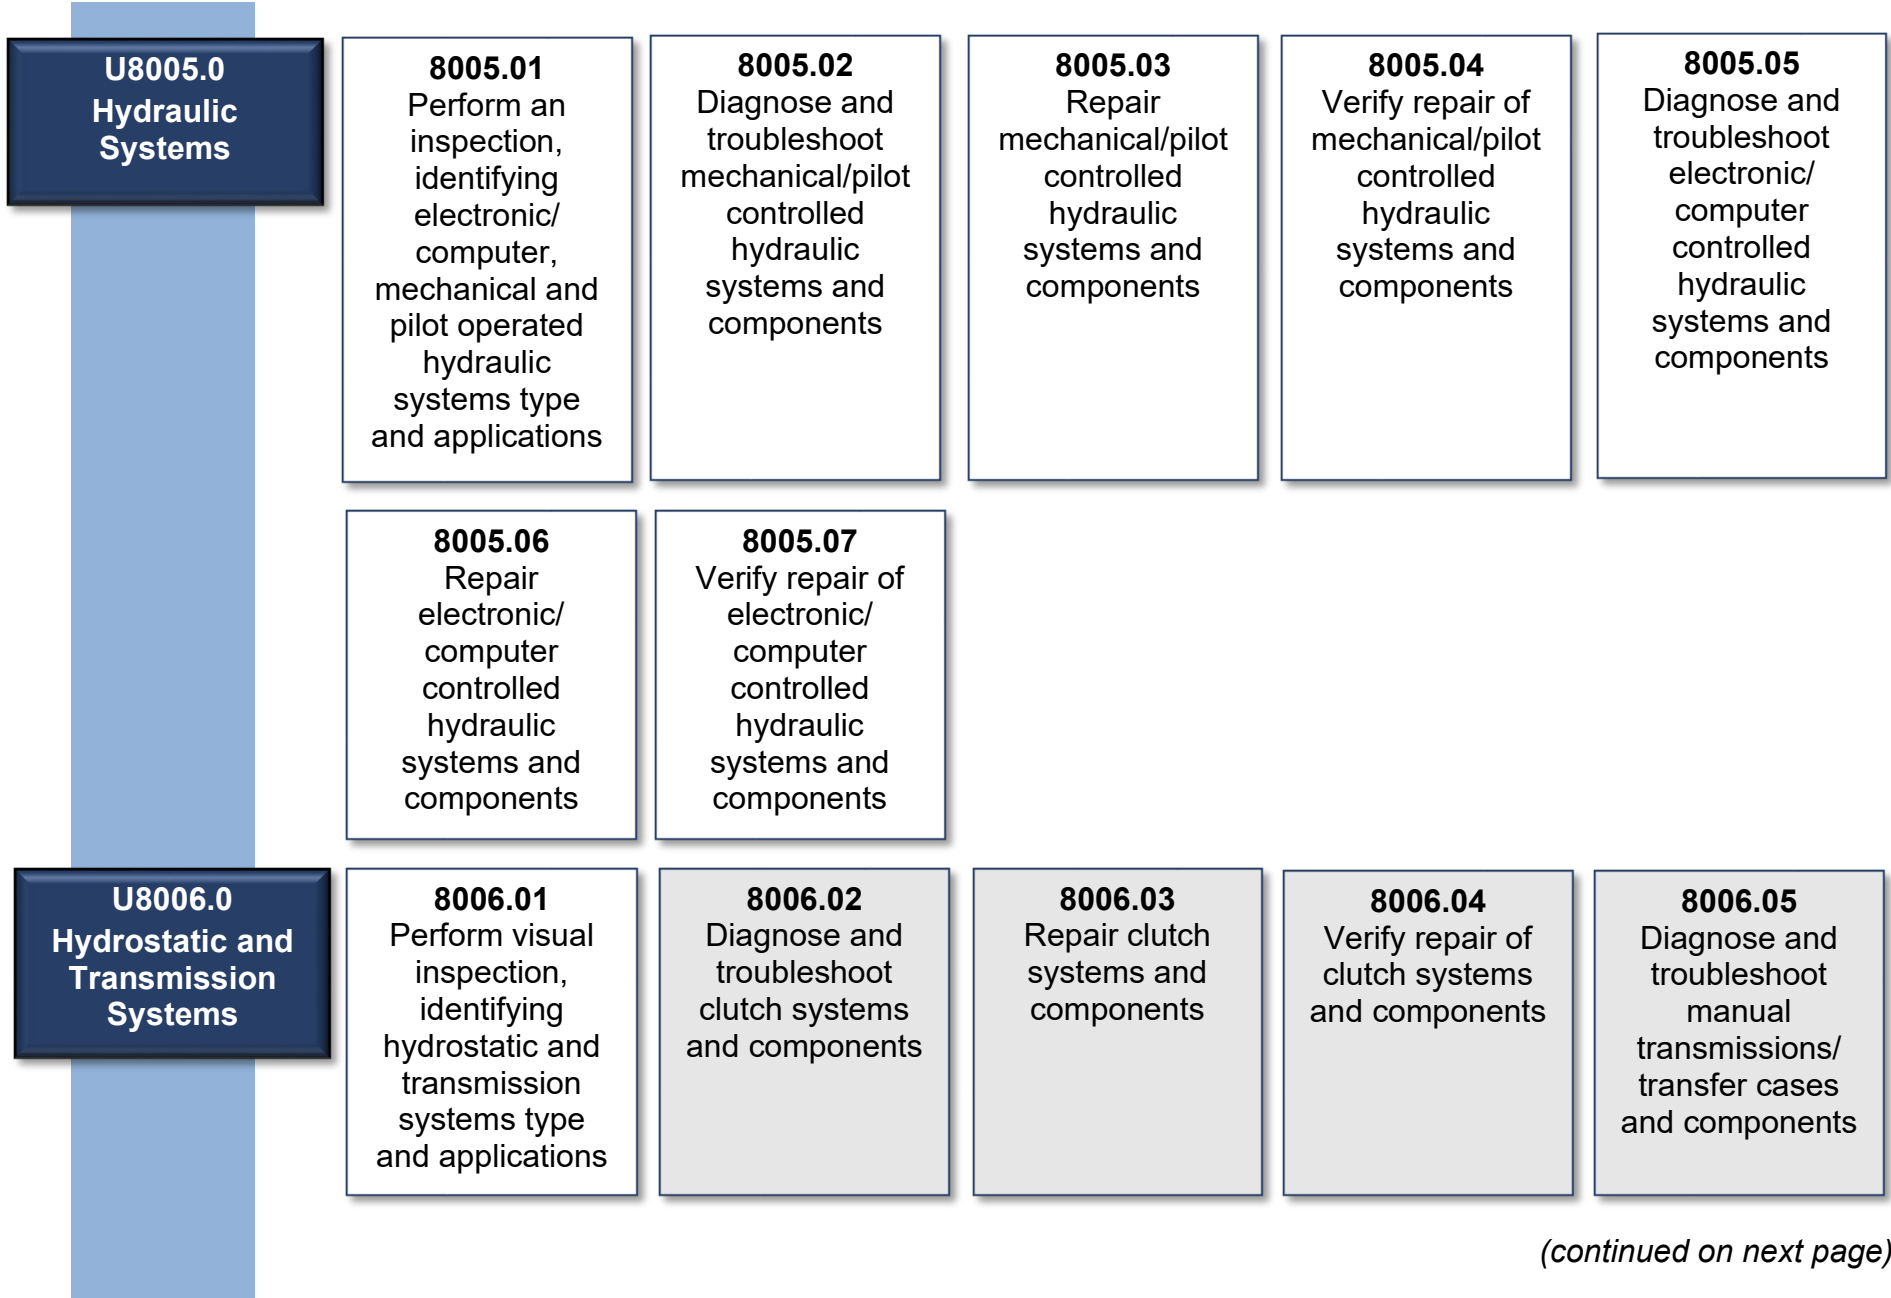 U8005.0
Hydraulic
Systems
8005.01
Perform an
inspection,
identifying
electronic/
computer,
mechanical and
pilot operated
hydraulic
systems type
and applications
8005.02
Diagnose and
troubleshoot
mechanical/pilot
controlled
hydraulic
systems and
components
8005.03
Repair
mechanical/pilot
controlled
hydraulic
systems and
components
8005.04
Verify repair of
mechanical/pilot
controlled
hydraulic
systems and
components
8005.05
Diagnose and
troubleshoot
electronic/
computer
controlled
hydraulic
systems and
components
8005.06
Repair
electronic/
computer
controlled
hydraulic
systems and
components
8005.07
Verify repair of
electronic/
computer
controlled
hydraulic
systems and
components
U8006.0
Hydrostatic and
Transmission
Systems
8006.01
Perform visual
inspection,
identifying
hydrostatic and
transmission
systems type
and applications
8006.02
Diagnose and
troubleshoot
clutch systems
and components
8006.03
Repair clutch
systems and
components
8006.04
Verify repair of
clutch systems
and components
8006.05
Diagnose and
troubleshoot
manual
transmissions/
transfer cases
and components
(continued on next page)